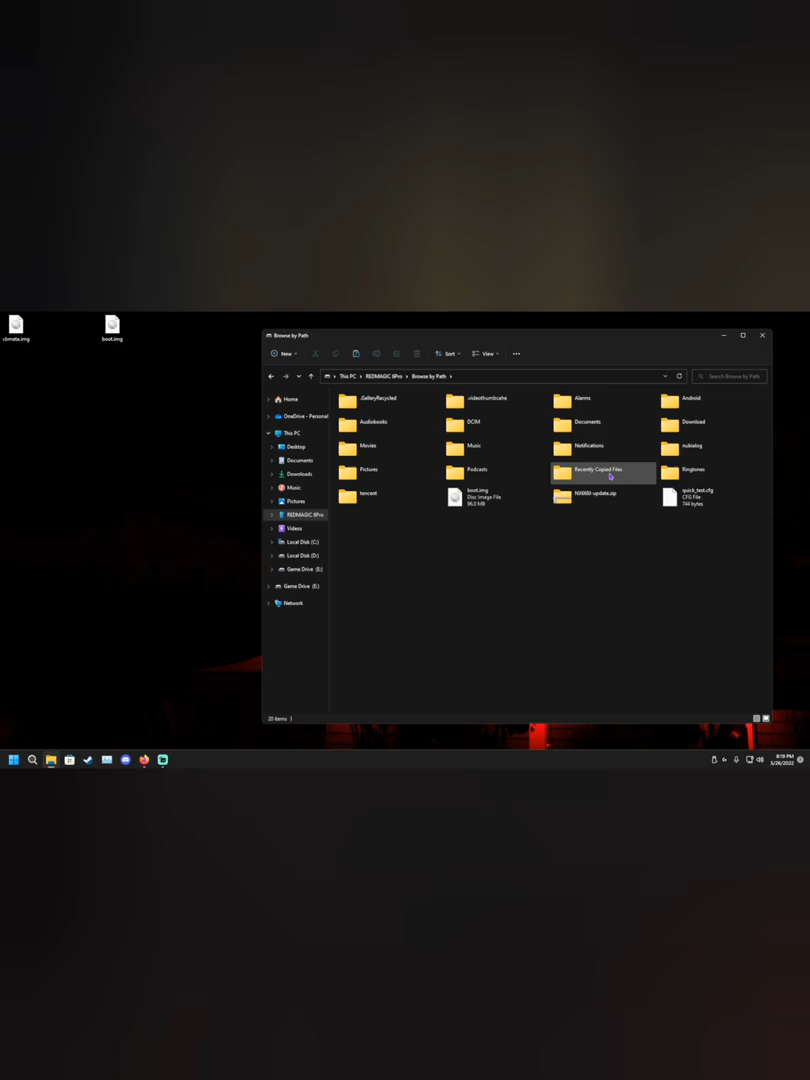 vbmeta.img
boot.img
Browse by Path
New
Sort
View
This PC > REDMAGIC 6Pro > Browse by Path >
Search Browse by Path
Home
OneDrive - Personal
This PC
Desktop
Documents
Downloads
Music
Pictures
REDMAGIC 6Pro
Videos
Local Disk (C:)
Local Disk (D:)
Game Drive (E:)
Game Drive (E:)
Network
.GalleryRecycled
.videothumbcahe
Alarms
Android
Audiobooks
DCIM
Documents
Download
Movies
Music
Notifications
nubialog
Pictures
Podcasts
Recently Copied Files
Ringtones
tencent
boot.img
Disc Image File
96.0 MB
quick_test.cfg
CFG File
744 bytes
20 items
8:19 PM
5/26/2022